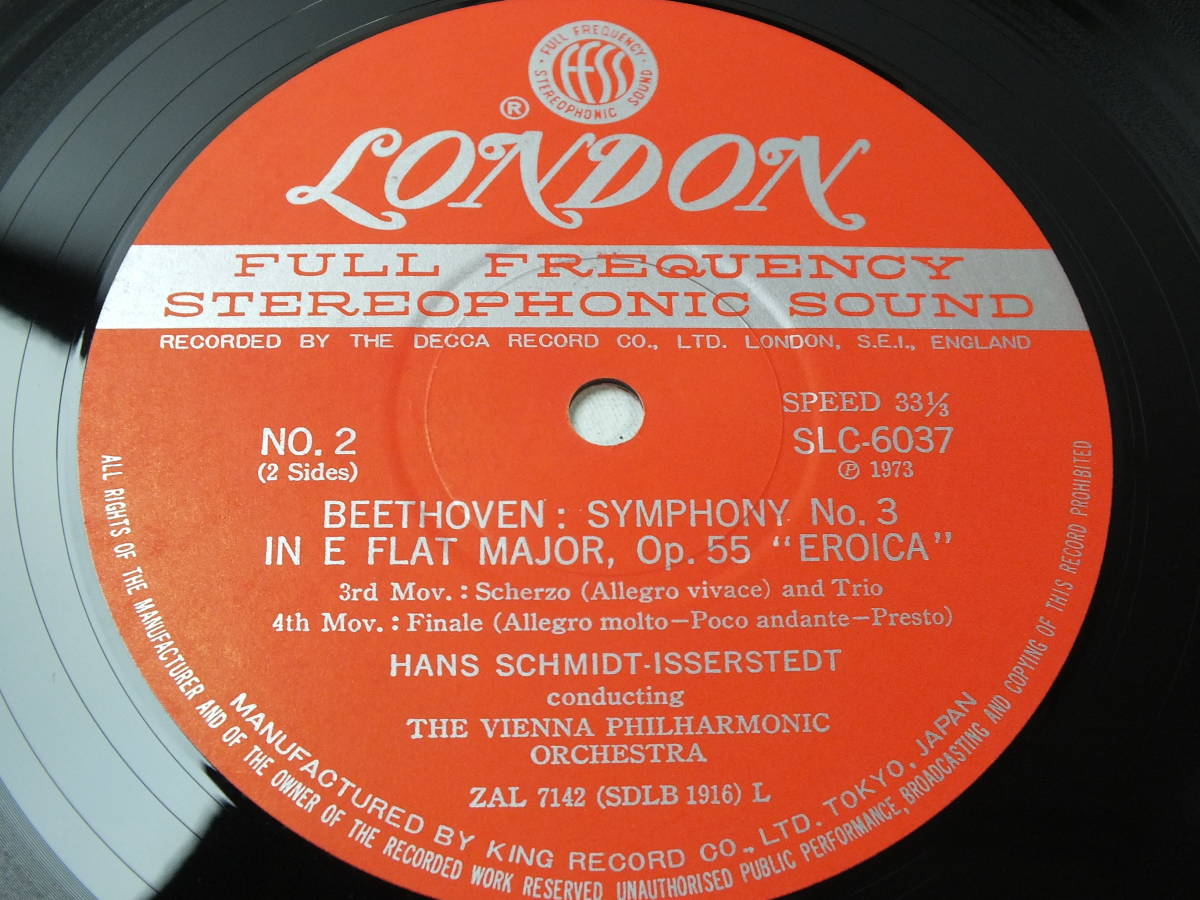 FULL FREQUENCY STEREOPHONIC SOUND
FFSS
®
LONDON
FULL FREQUENCY
STEREOPHONIC SOUND
RECORDED BY THE DECCA RECORD CO., LTD. LONDON, S.E.I., ENGLAND
SPEED 33⅓
NO. 2
SLC-6037
(2 Sides)
℗ 1973
BEETHOVEN : SYMPHONY No. 3
IN E FLAT MAJOR, Op. 55 “EROICA”
3rd Mov. : Scherzo (Allegro vivace) and Trio
4th Mov. : Finale (Allegro molto—Poco andante—Presto)
HANS SCHMIDT-ISSERSTEDT
conducting
THE VIENNA PHILHARMONIC
ORCHESTRA
ZAL 7142 (SDLB 1916) L
MANUFACTURED BY KING RECORD CO., LTD. TOKYO, JAPAN
ALL RIGHTS OF THE MANUFACTURER AND OF THE OWNER OF THE RECORDED WORK RESERVED UNAUTHORISED PUBLIC PERFORMANCE, BROADCASTING AND COPYING OF THIS RECORD PROHIBITED